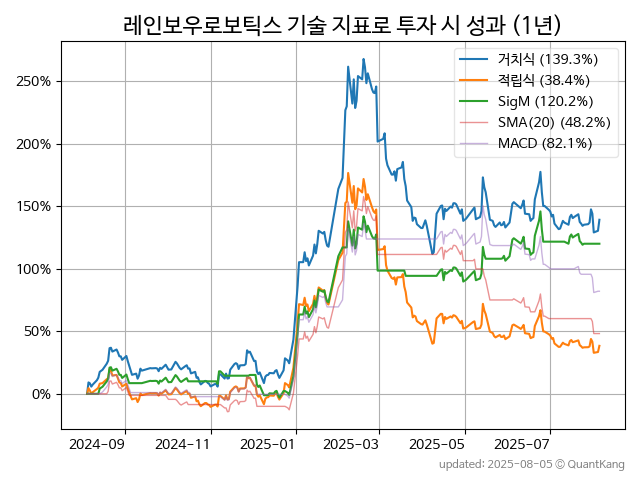 레인보우로보틱스 기술 지표로 투자 시 성과 (1년)
거치식 (139.3%)
적립식 (38.4%)
SigM (120.2%)
SMA(20) (48.2%)
MACD (82.1%)
250%
200%
150%
100%
50%
0%
2024-09 2024-11 2025-01 2025-03 2025-05 2025-07
updated: 2025-08-05 ⓒ QuantKang